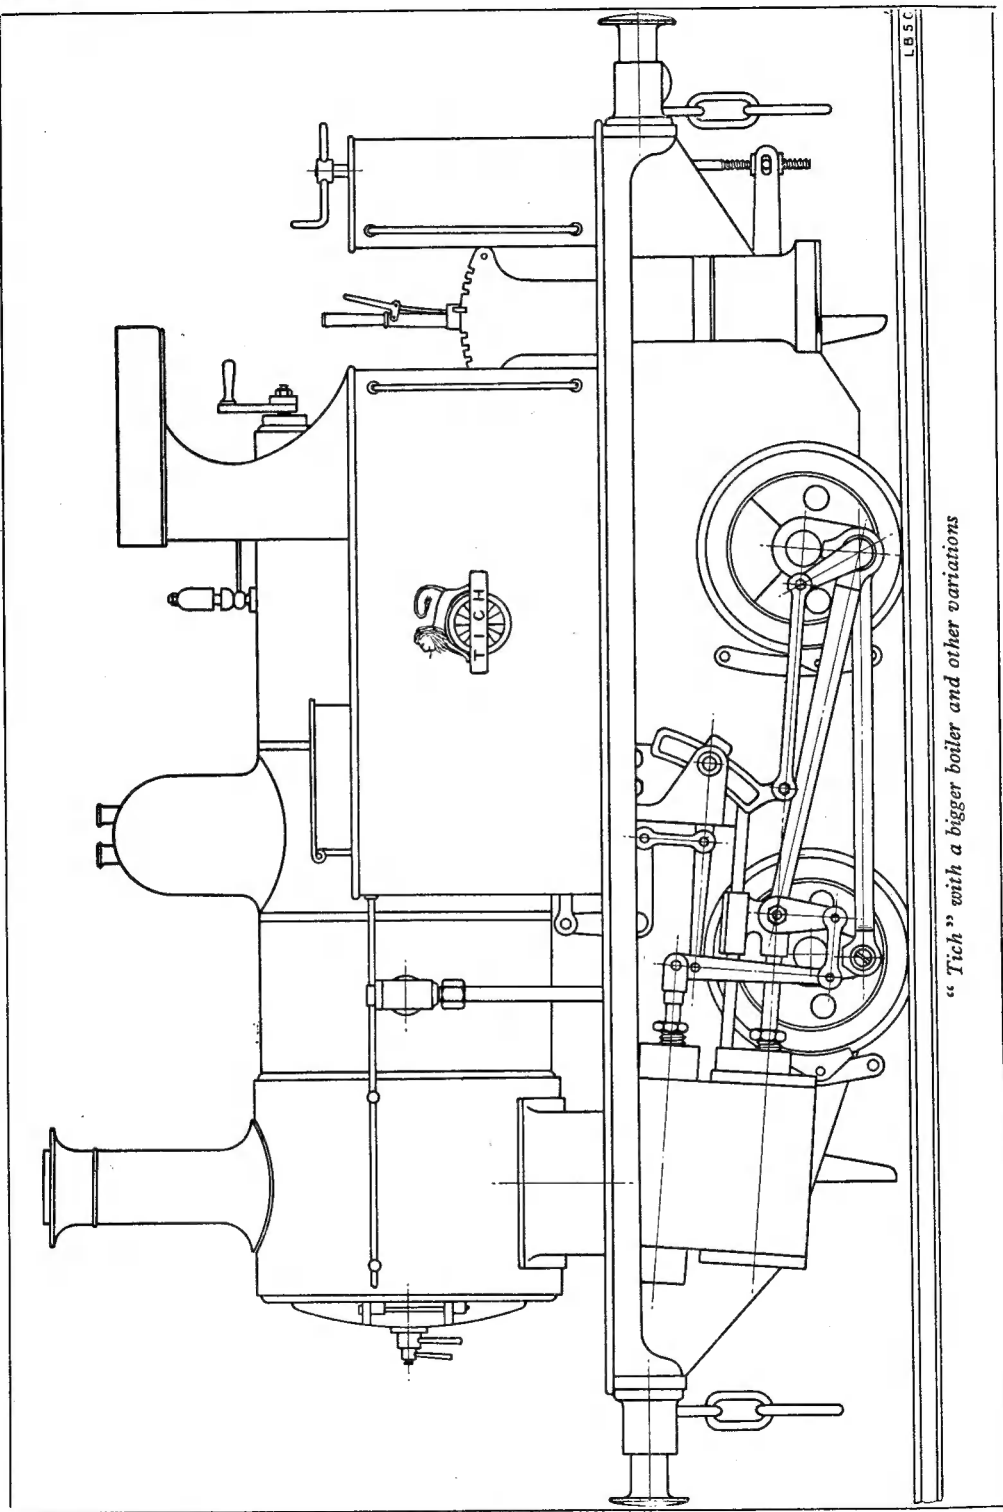 LBSC
TICH
“Tich” with a bigger boiler and other variations